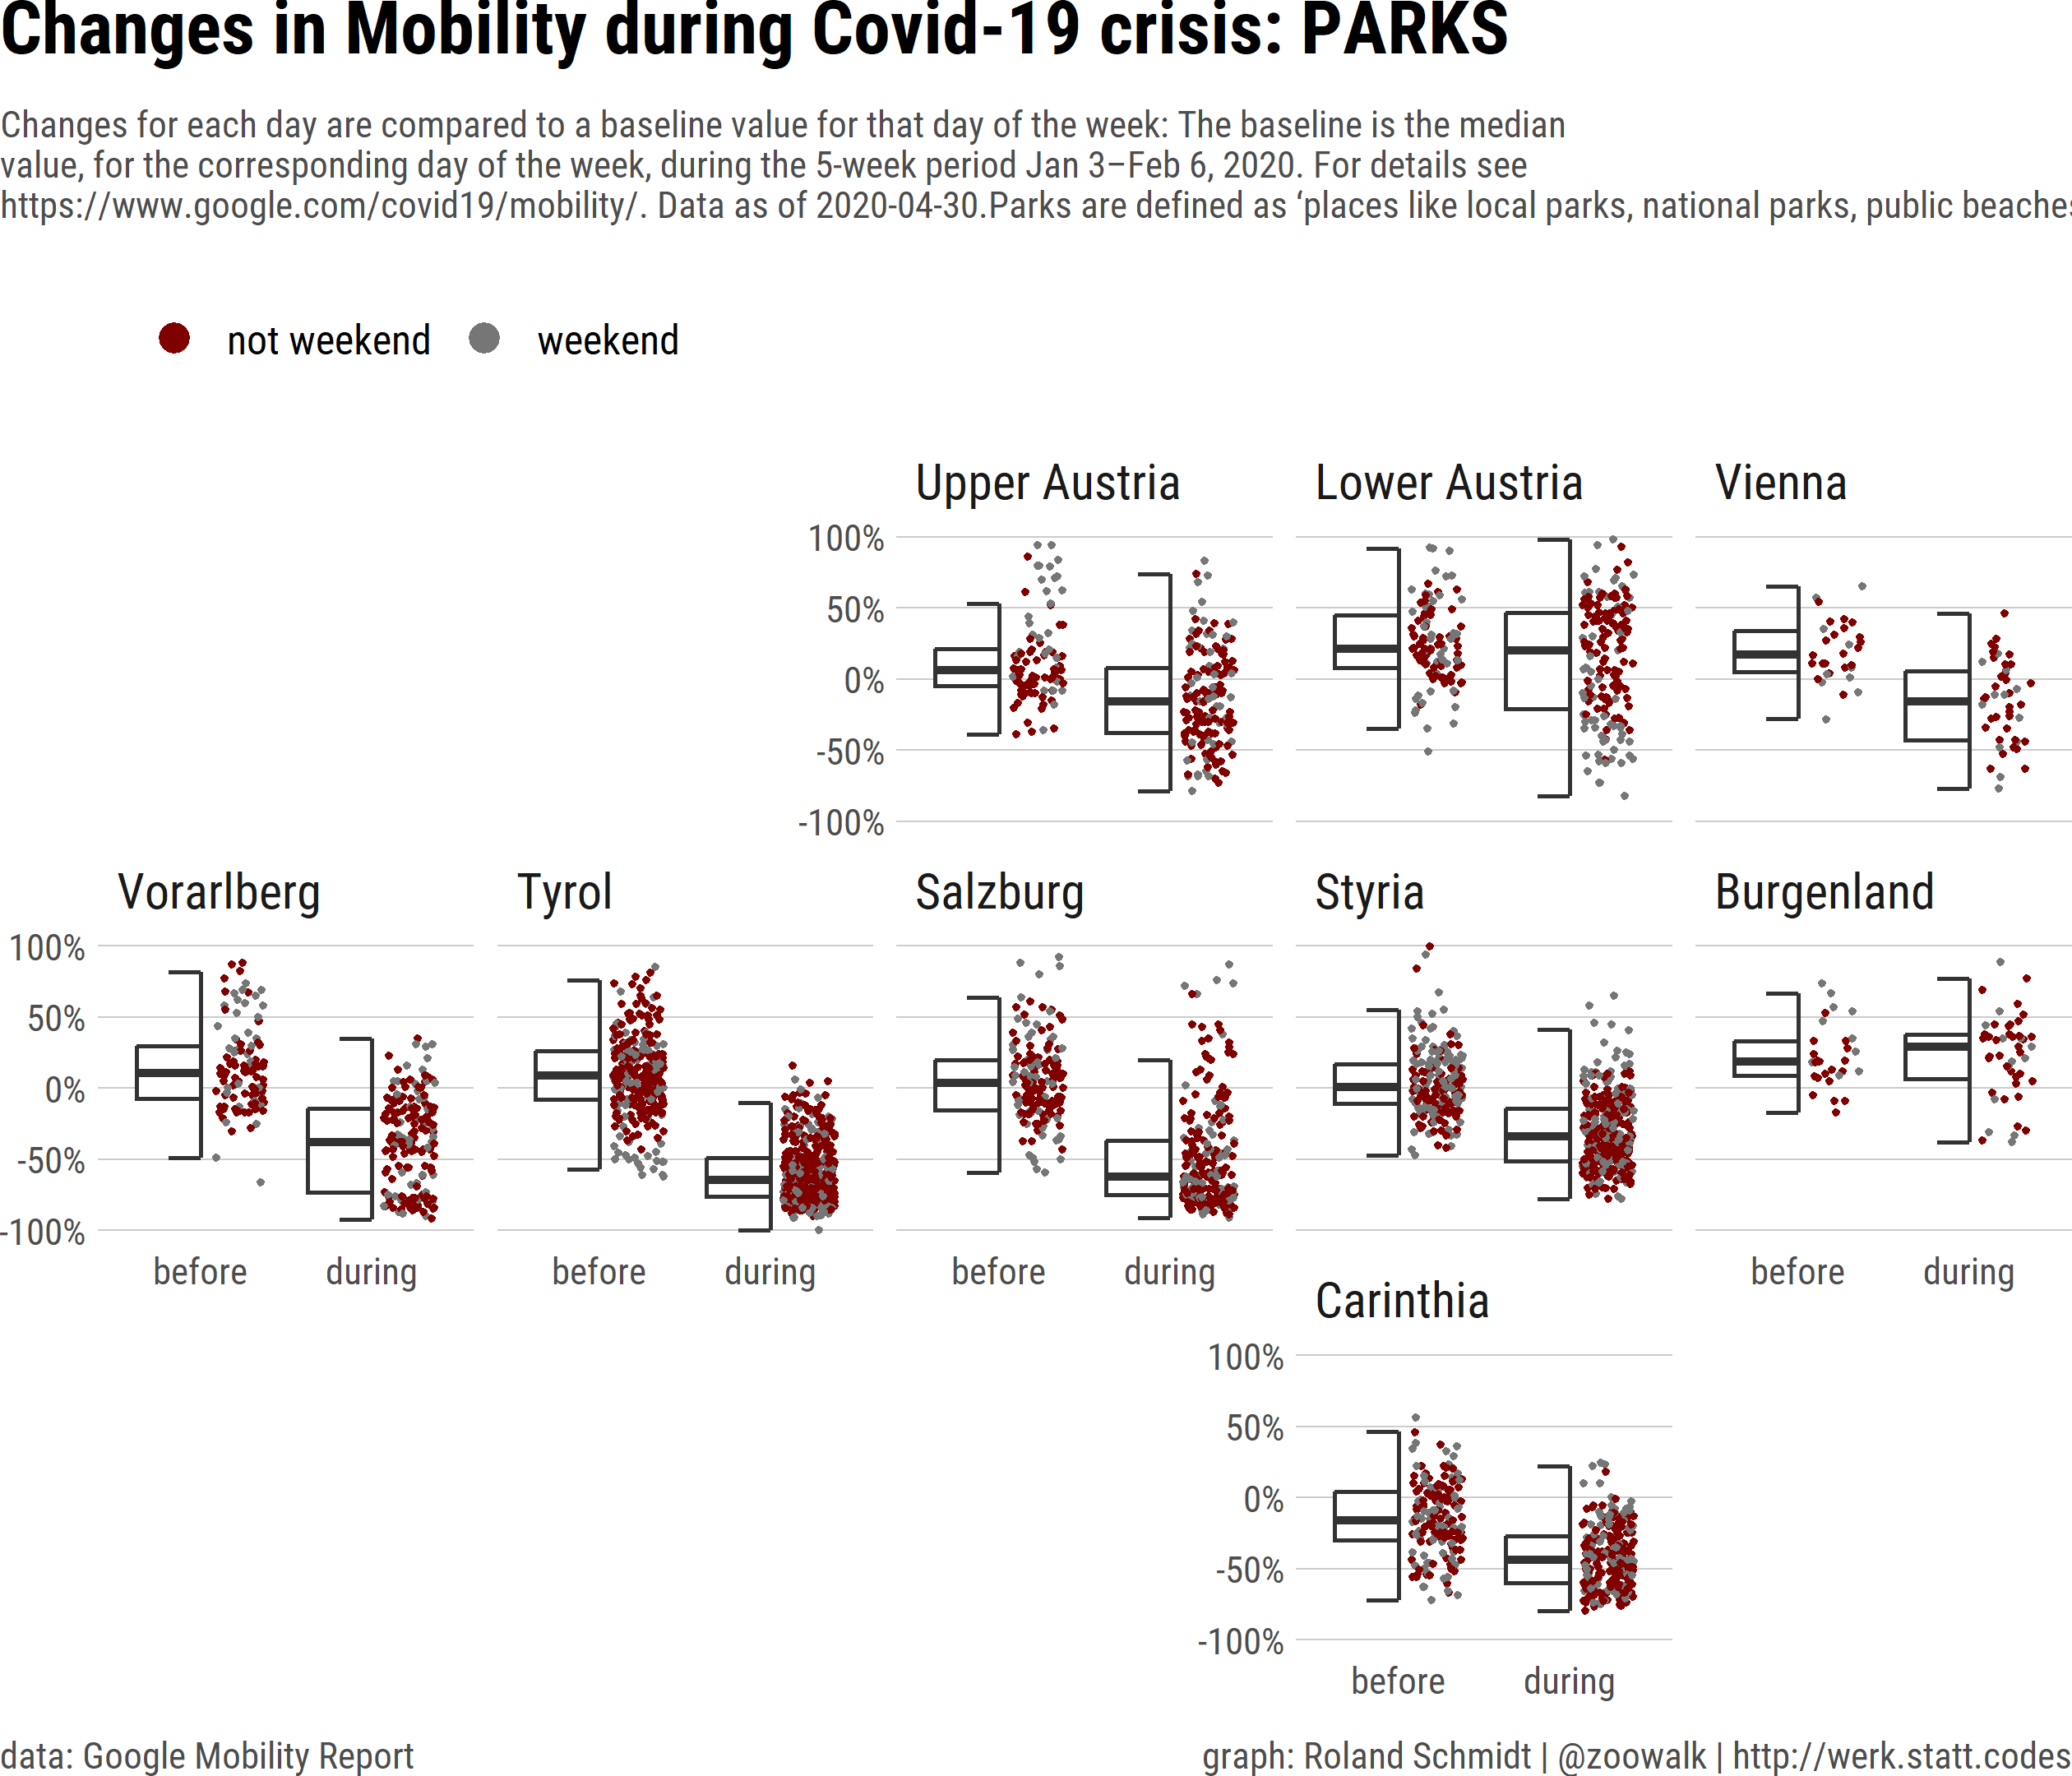 Changes in Mobility during Covid-19 crisis: PARKS
Changes for each day are compared to a baseline value for that day of the week: The baseline is the median
value, for the corresponding day of the week, during the 5-week period Jan 3–Feb 6, 2020. For details see
https://www.google.com/covid19/mobility/. Data as of 2020-04-30.Parks are defined as ‘places like local parks, national parks, public beaches
not weekend weekend
Upper Austria Lower Austria Vienna
100%
50%
0%
-50%
-100%
Vorarlberg Tyrol Salzburg Styria Burgenland
100%
50%
0%
-50%
-100%
before during before during before during before during
Carinthia
100%
50%
0%
-50%
-100%
before during
data: Google Mobility Report graph: Roland Schmidt | @zoowalk | http://werk.statt.codes